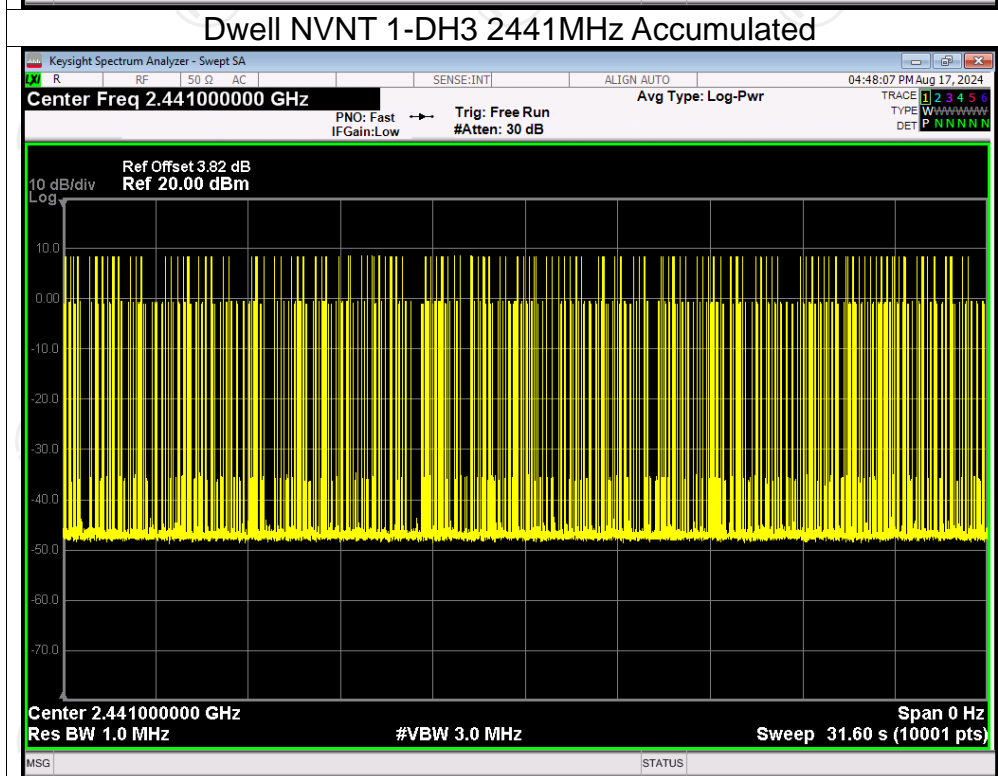 Dwell NVNT 1-DH3 2441MHz Accumulated
Keysight Spectrum Analyzer - Swept SA
LXI R RF 50 Ω AC SENSE:INT ALIGN AUTO 04:48:07 PM Aug 17, 2024
Center Freq 2.441000000 GHz Avg Type: Log-Pwr TRACE 1 2 3 4 5 6
PNO: Fast Trig: Free Run TYPE WWWWWW
IFGain:Low #Atten: 30 dB DET P N N N N N
Ref Offset 3.82 dB
10 dB/div Ref 20.00 dBm
Log
10.0
0.00
-10.0
-20.0
-30.0
-40.0
-50.0
-60.0
-70.0
Center 2.441000000 GHz Span 0 Hz
Res BW 1.0 MHz #VBW 3.0 MHz Sweep 31.60 s (10001 pts)
MSG STATUS